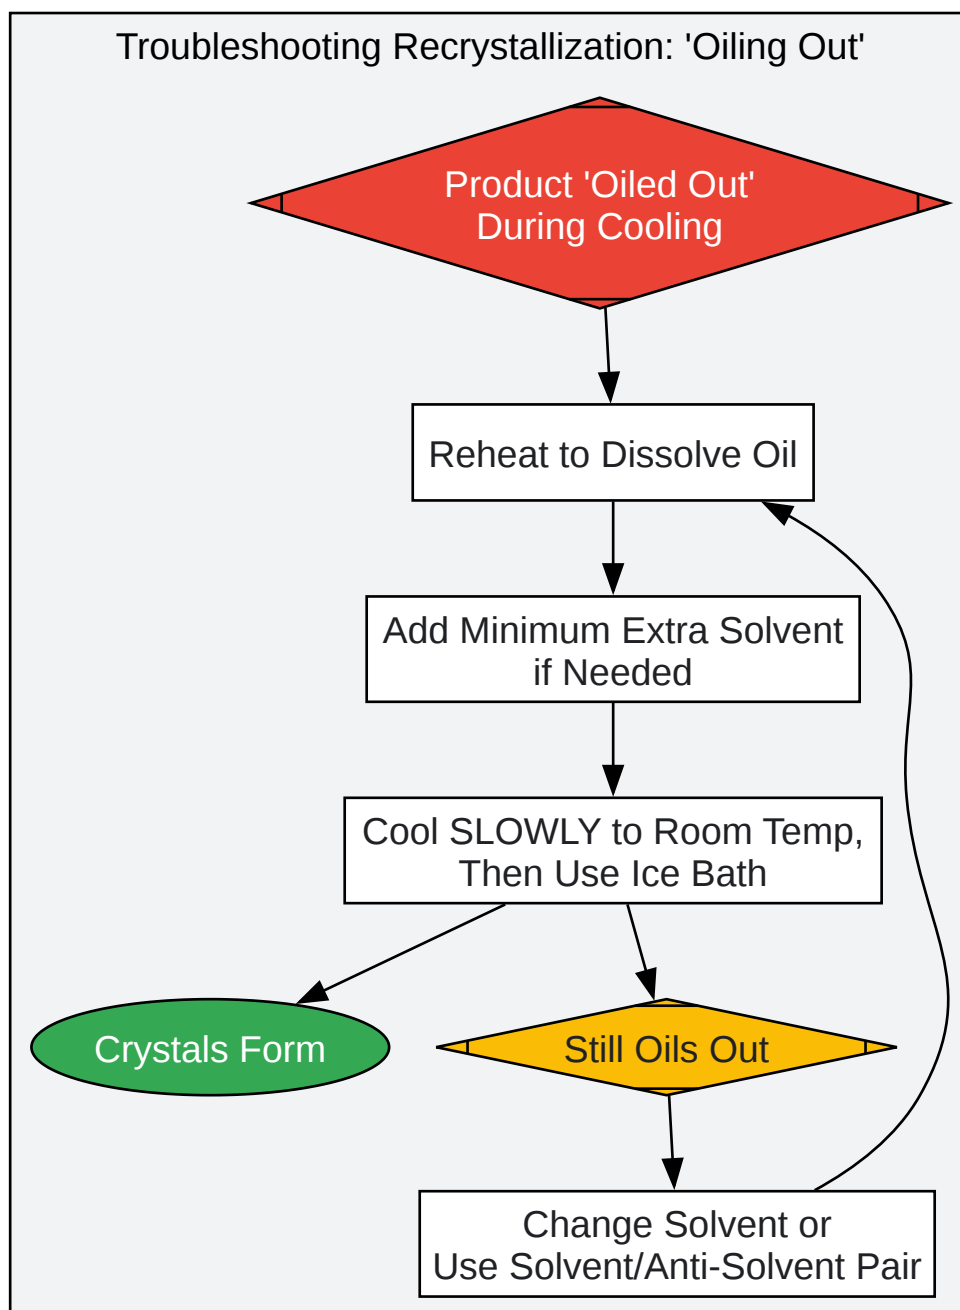 Troubleshooting Recrystallization: 'Oiling Out'
Product 'Oiled Out'
During Cooling
Reheat to Dissolve Oil
Add Minimum Extra Solvent
if Needed
Cool SLOWLY to Room Temp,
Then Use Ice Bath
Crystals Form
Still Oils Out
Change Solvent or
Use Solvent/Anti-Solvent Pair